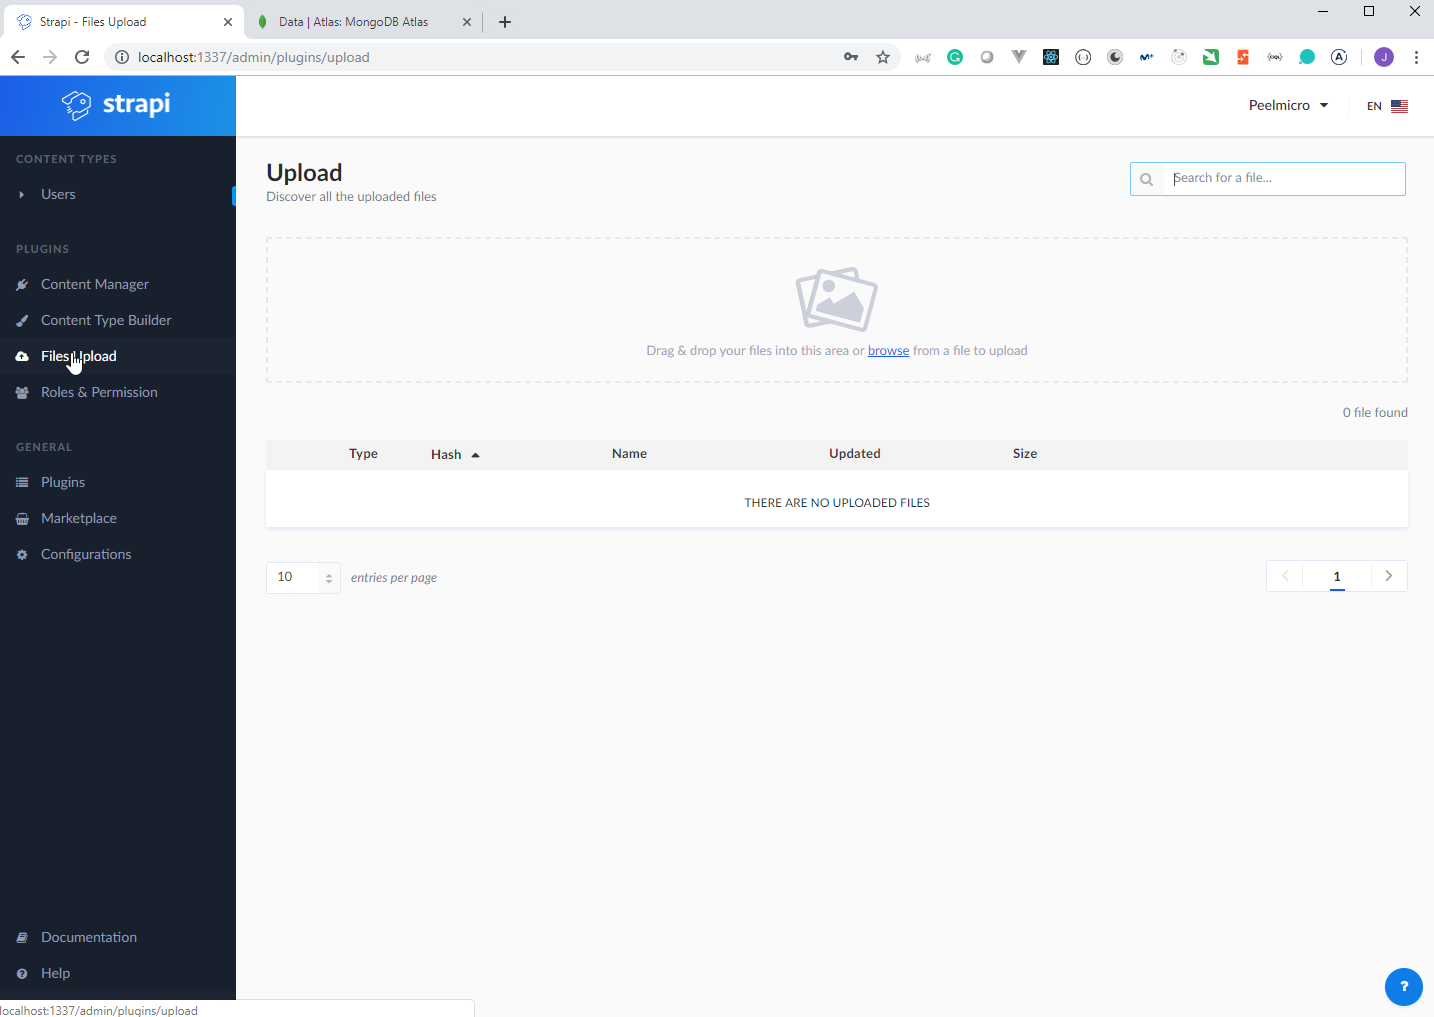 Strapi - Files Upload
Data | Atlas: MongoDB Atlas
localhost:1337/admin/plugins/upload
J
strapi
Peelmicro
EN
CONTENT TYPES
Users
PLUGINS
Content Manager
Content Type Builder
Files Upload
Roles & Permission
GENERAL
Plugins
Marketplace
Configurations
Documentation
Help
Upload
Discover all the uploaded files
Search for a file...
Drag & drop your files into this area or browse from a file to upload
0 file found
Type Hash Name Updated Size
THERE ARE NO UPLOADED FILES
10 entries per page
1
?
localhost:1337/admin/plugins/upload